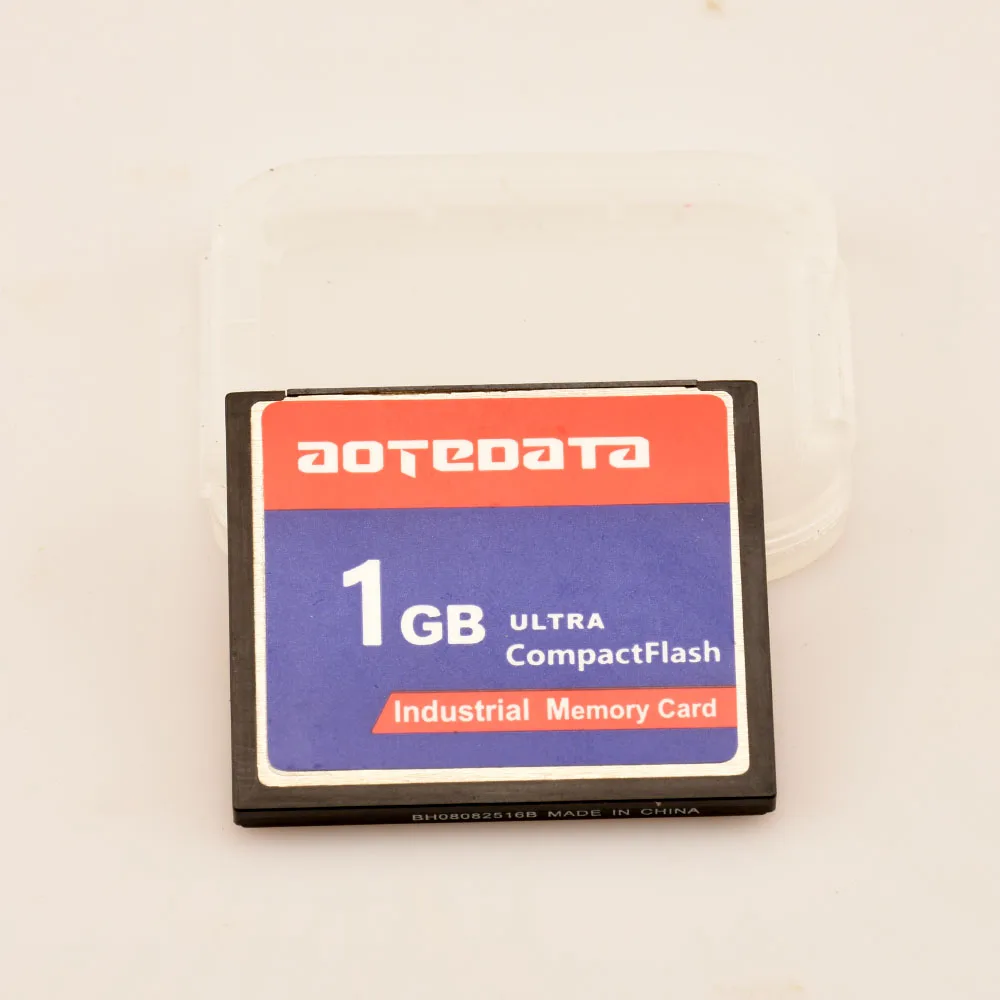 AOTEDATA
1GB ULTRA
CompactFlash
Industrial Memory Card
BH08082516B MADE IN CHINA